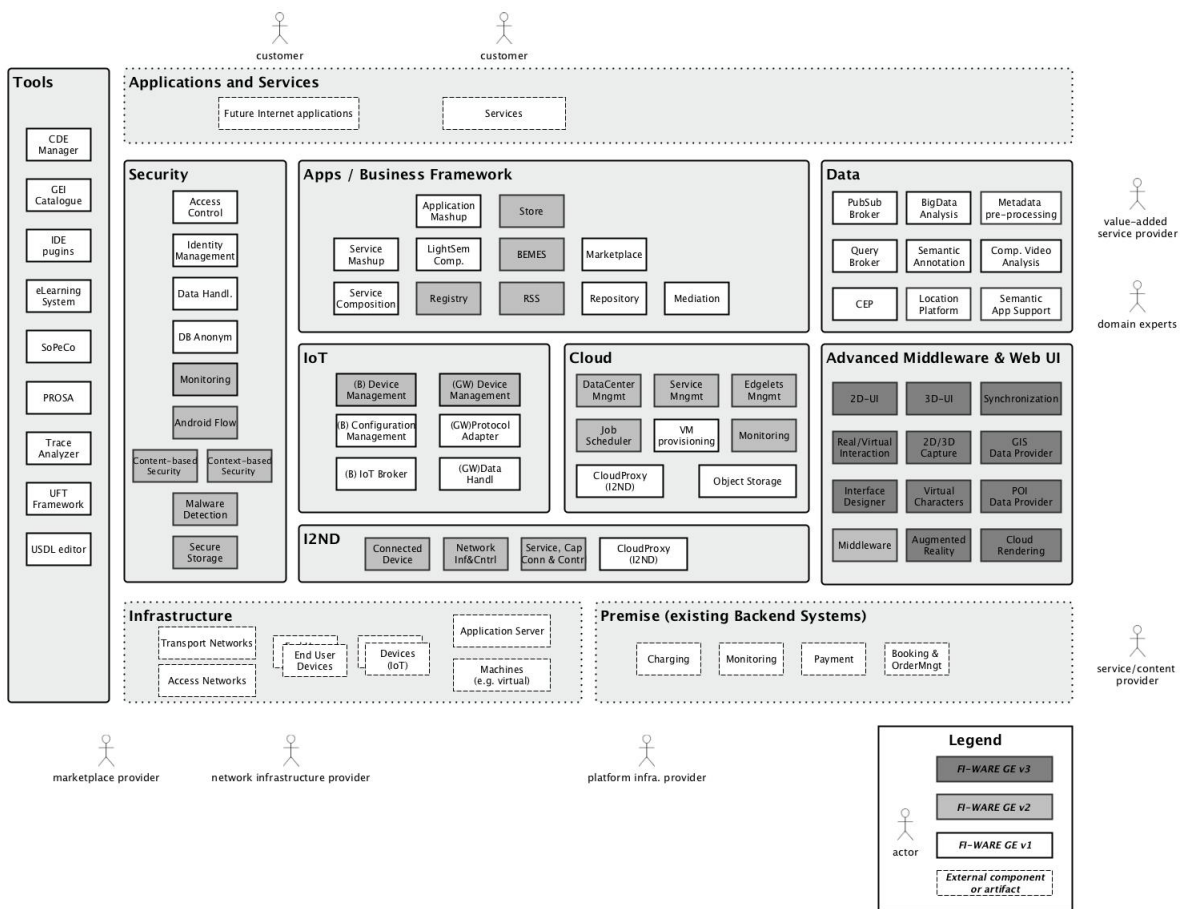 customer
customer
Tools
CDE
Manager
GEI
Catalogue
IDE
pugins
eLearning
System
SoPeCo
PROSA
Trace
Analyzer
UFT
Framework
USDL editor
Applications and Services
Future Internet applications
Services
Security
Access
Control
Identity
Management
Data Handl.
DB Anonym
Monitoring
Android Flow
Content-based
Security
Context-based
Security
Malware
Detection
Secure
Storage
Apps / Business Framework
Application
Mashup
Store
Service
Mashup
LightSem
Comp.
BEMES
Marketplace
Service
Composition
Registry
RSS
Repository
Mediation
Data
PubSub
Broker
BigData
Analysis
Metadata
pre-processing
Query
Broker
Semantic
Annotation
Comp. Video
Analysis
CEP
Location
Platform
Semantic
App Support
value-added
service provider
domain experts
IoT
(B) Device
Management
(GW) Device
Management
(B) Configuration
Management
(GW)Protocol
Adapter
(B) IoT Broker
(GW)Data
Handl
Cloud
DataCenter
Mngmt
Service
Mngmt
Edgelets
Mngmt
Job
Scheduler
VM
provisioning
Monitoring
CloudProxy
(I2ND)
Object Storage
Advanced Middleware & Web UI
2D-UI
3D-UI
Synchronization
Real/Virtual
Interaction
2D/3D
Capture
GIS
Data Provider
Interface
Designer
Virtual
Characters
POI
Data Provider
Middleware
Augmented
Reality
Cloud
Rendering
I2ND
Connected
Device
Network
Inf&Cntrl
Service, Cap
Conn & Contr
CloudProxy
(I2ND)
Infrastructure
Transport Networks
Access Networks
End User
Devices
Devices
(IoT)
Application Server
Machines
(e.g. virtual)
Premise (existing Backend Systems)
Charging
Monitoring
Payment
Booking &
OrderMngt
service/content
provider
marketplace provider
network infrastructure provider
platform infra. provider
Legend
FI-WARE GE v3
FI-WARE GE v2
FI-WARE GE v1
External component
or artifact
actor